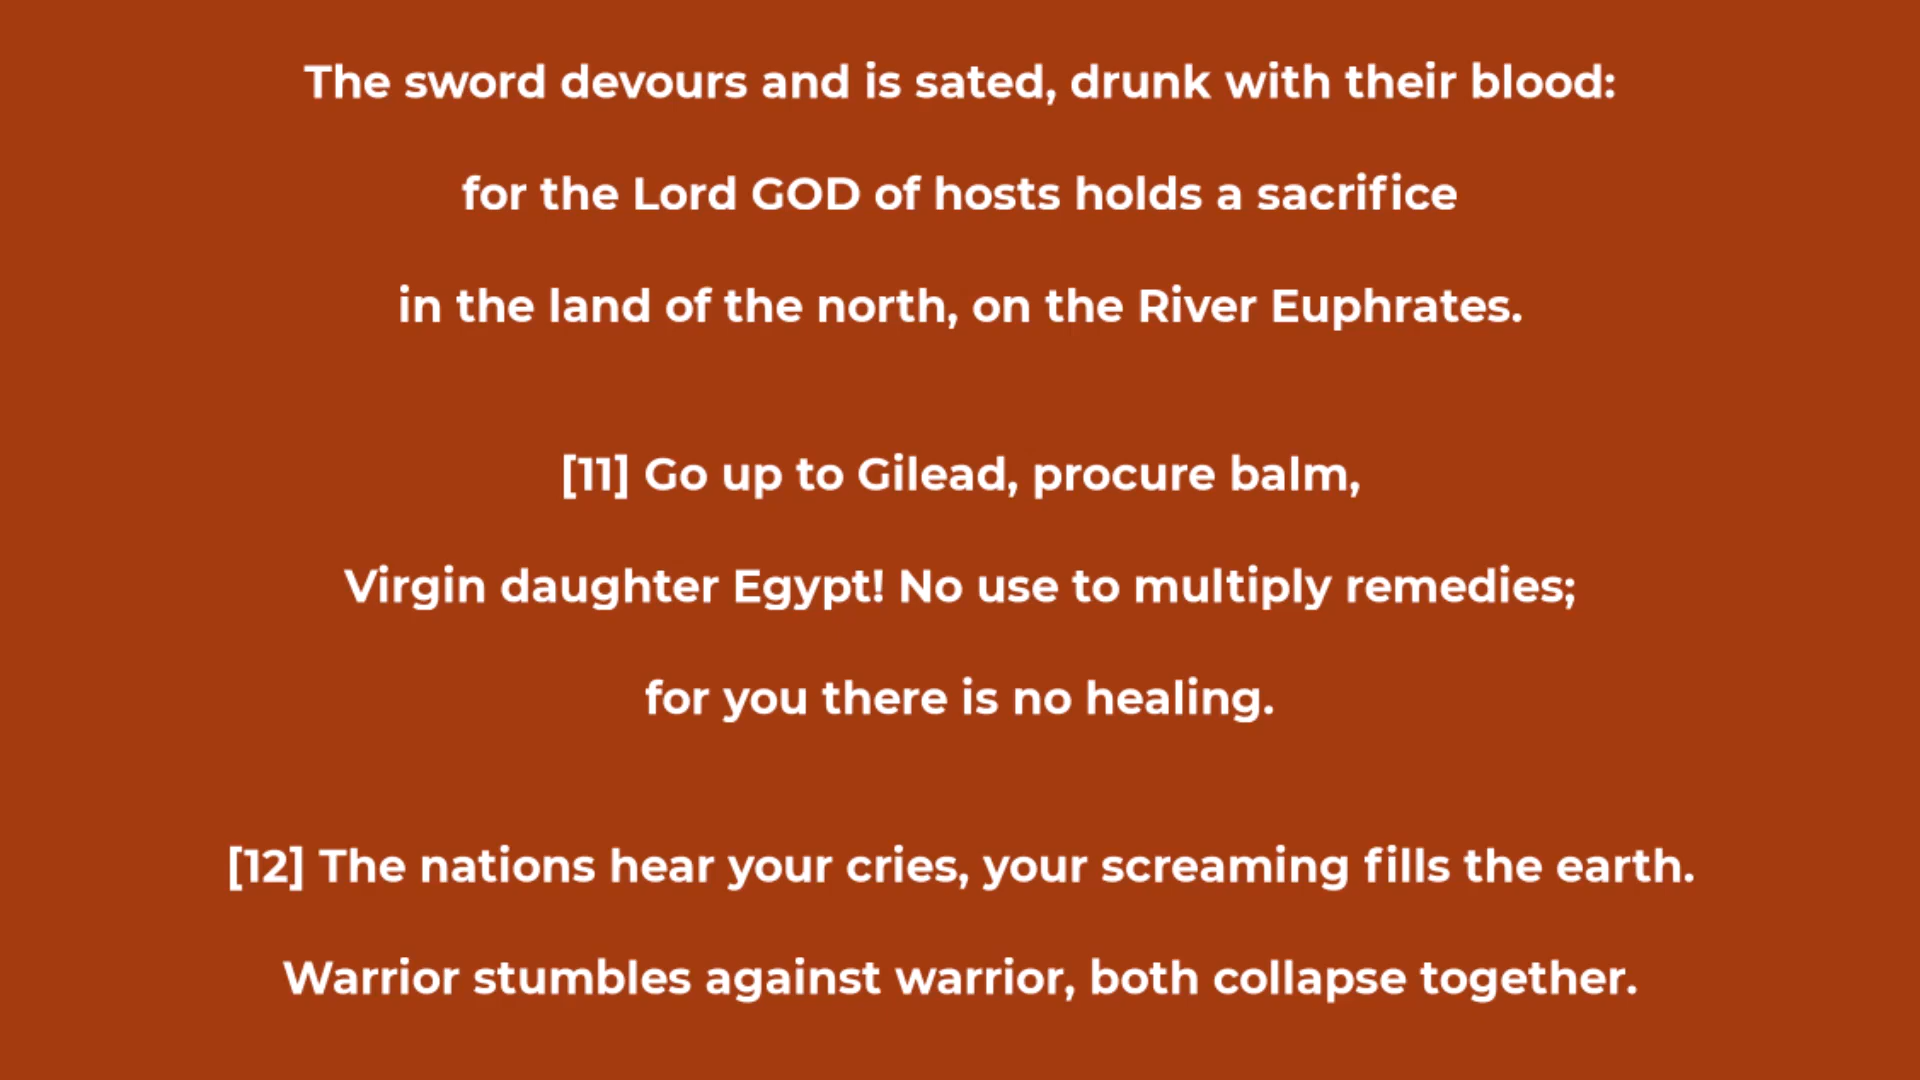 The sword devours and is sated, drunk with their blood:
for the Lord GOD of hosts holds a sacrifice
in the land of the north, on the River Euphrates.
[11] Go up to Gilead, procure balm,
Virgin daughter Egypt! No use to multiply remedies;
for you there is no healing.
[12] The nations hear your cries, your screaming fills the earth.
Warrior stumbles against warrior, both collapse together.